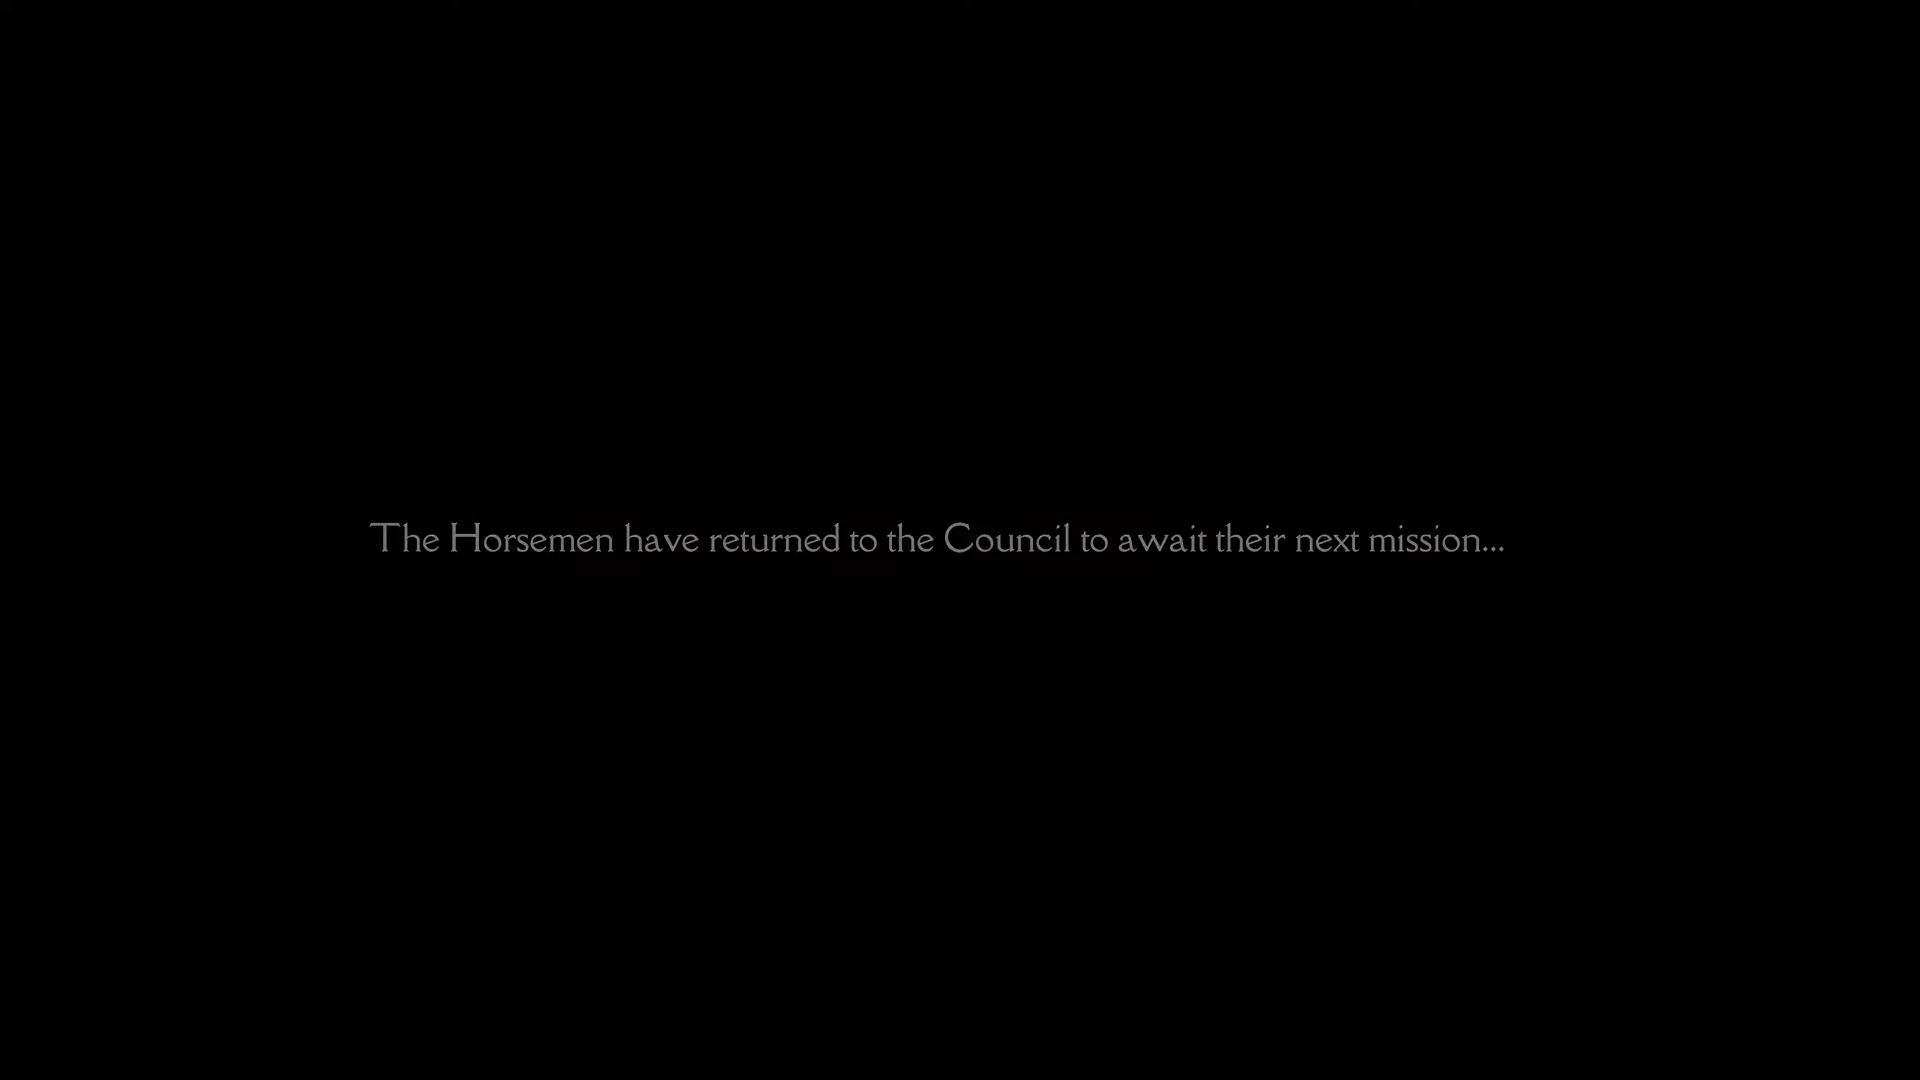 The Horsemen have returned to the Council to await their next mission...